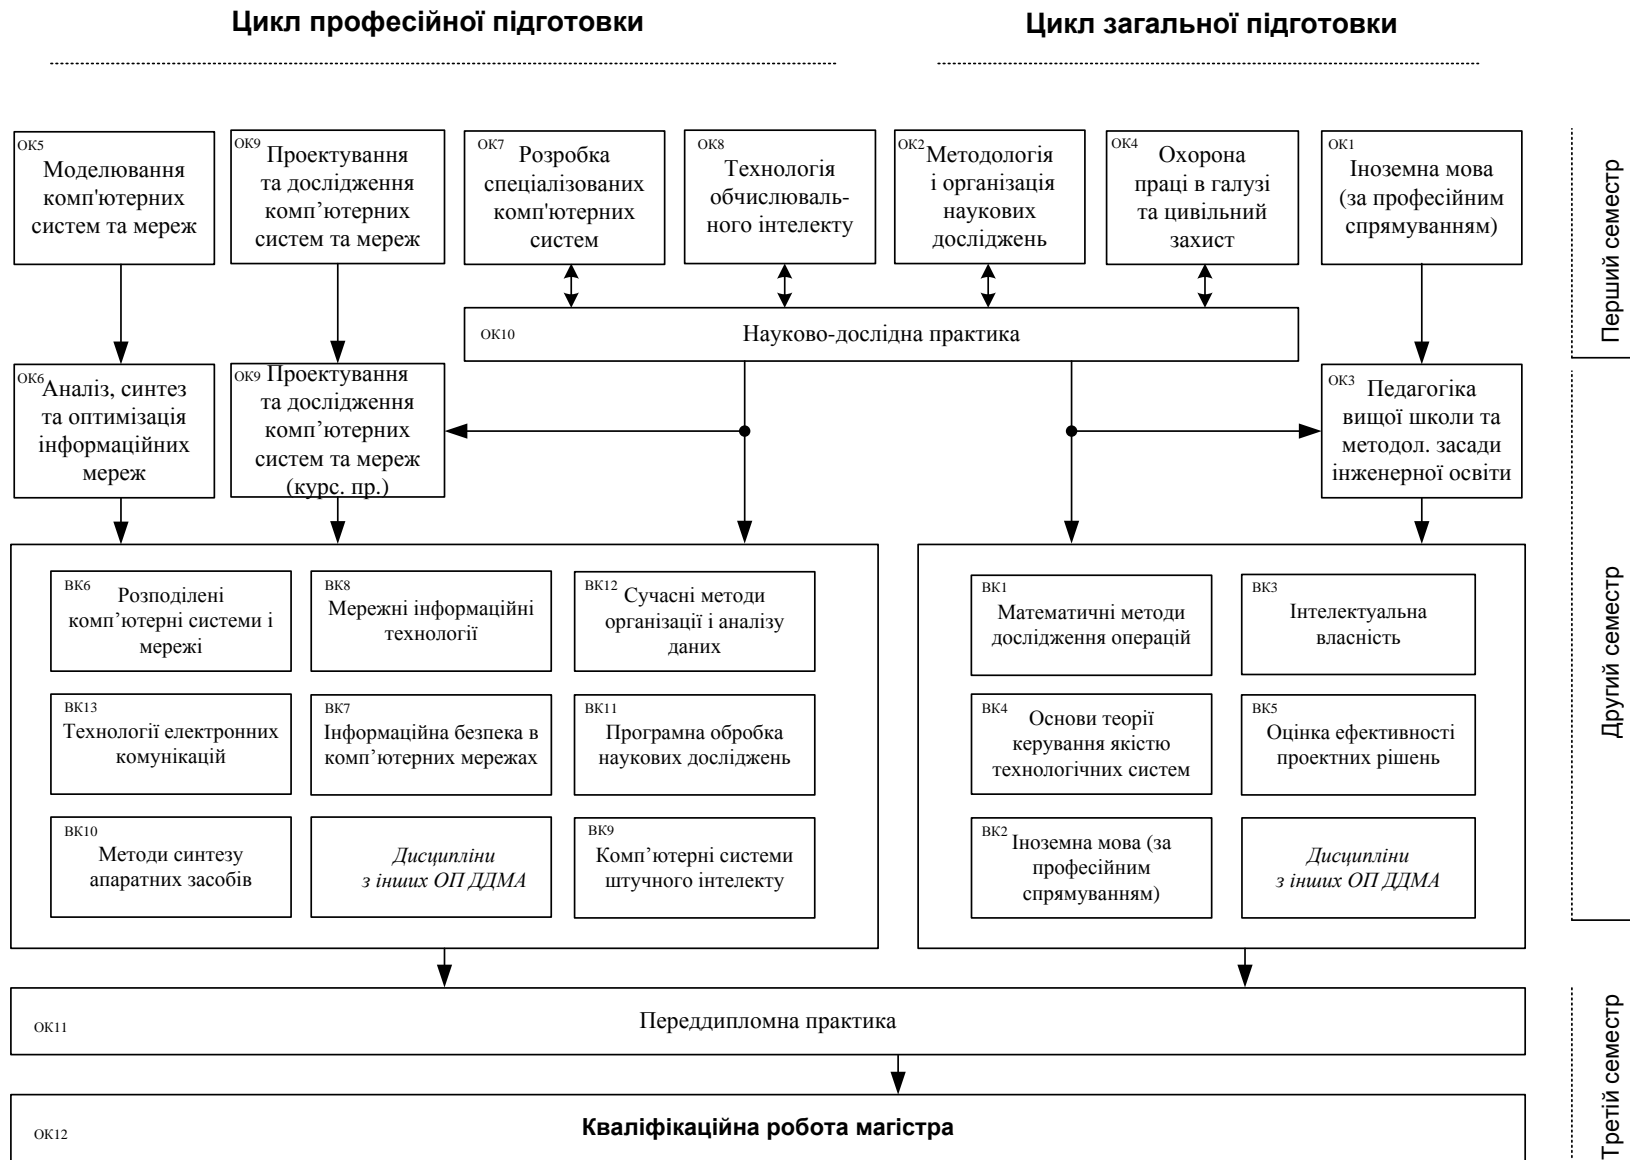 Цикл професійної підготовки
Цикл загальної підготовки
ОК5
Моделювання
комп'ютерних
систем та мереж
ОК9
Проектування
та дослідження
комп’ютерних
систем та мереж
ОК7
Розробка
спеціалізованих
комп'ютерних
систем
ОК8
Технологія
обчислюваль-
ного інтелекту
ОК2
Методологія
і організація
наукових
досліджень
ОК4
Охорона
праці в галузі
та цивільний
захист
ОК1
Іноземна мова
(за професійним
спрямуванням)
Перший семестр
ОК10
Науково-дослідна практика
ОК6
Аналіз, синтез
та оптимізація
інформаційних
мереж
ОК9
Проектування
та дослідження
комп’ютерних
систем та мереж
(курс. пр.)
ОК3
Педагогіка
вищої школи та
методол. засади
інженерної освіти
Другий семестр
ВК6
Розподілені
комп’ютерні системи і
мережі
ВК8
Мережні інформаційні
технології
ВК12
Сучасні методи
організації і аналізу
даних
ВК1
Математичні методи
дослідження операцій
ВК3
Інтелектуальна
власність
ВК13
Технології електронних
комунікацій
ВК7
Інформаційна безпека в
комп’ютерних мережах
ВК11
Програмна обробка
наукових досліджень
ВК4
Основи теорії
керування якістю
технологічних систем
ВК5
Оцінка ефективності
проектних рішень
ВК10
Методи синтезу
апаратних засобів
Дисципліни
з інших ОП ДДМА
ВК9
Комп’ютерні системи
штучного інтелекту
ВК2
Іноземна мова (за
професійним
спрямуванням)
Дисципліни
з інших ОП ДДМА
ОК11
Переддипломна практика
Третій семестр
ОК12
Кваліфікаційна робота магістра